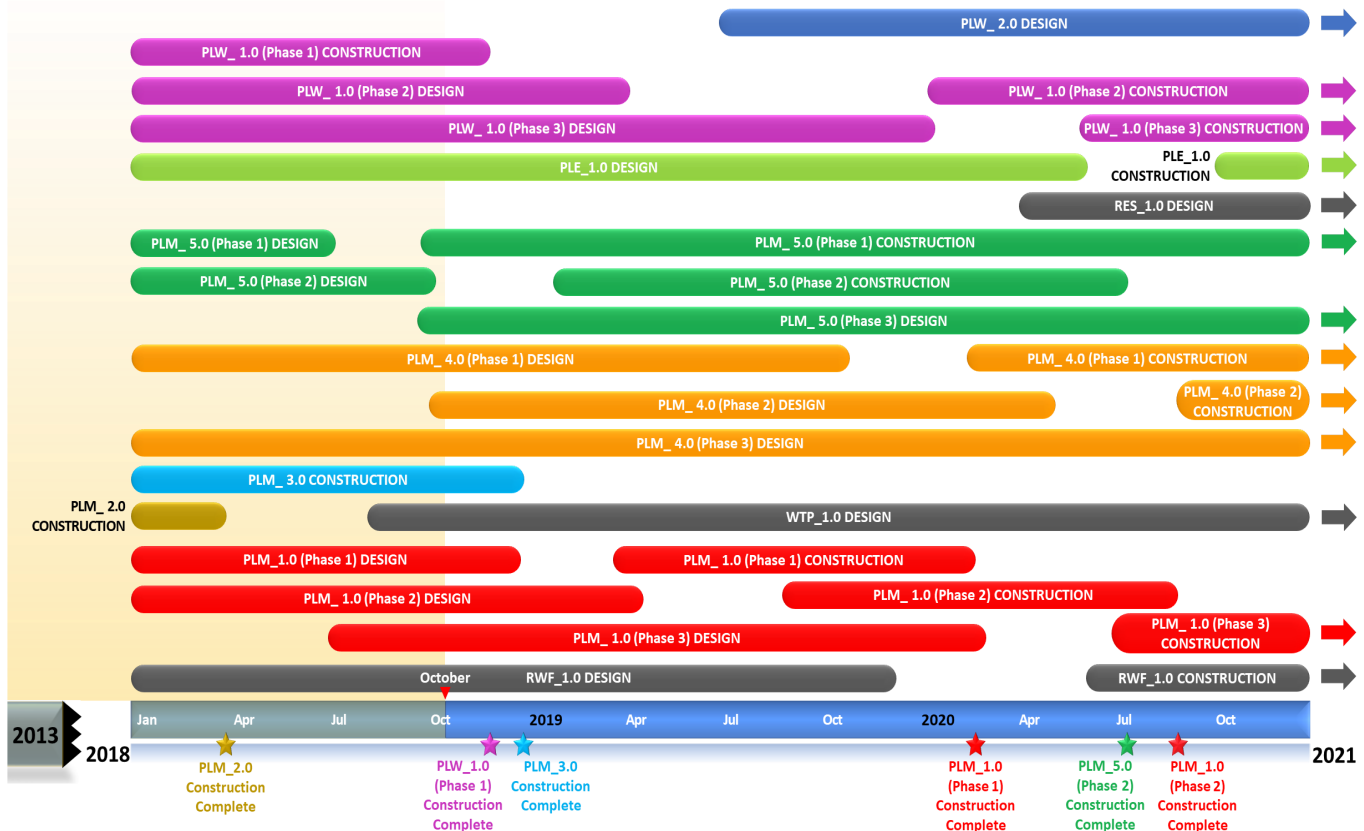 PLW_ 2.0 DESIGN
PLW_ 1.0 (Phase 1) CONSTRUCTION
PLW_ 1.0 (Phase 2) DESIGN
PLW_ 1.0 (Phase 2) CONSTRUCTION
PLW_ 1.0 (Phase 3) DESIGN
PLW_ 1.0 (Phase 3) CONSTRUCTION
PLE_1.0 DESIGN
PLE_1.0
CONSTRUCTION
RES_1.0 DESIGN
PLM_ 5.0 (Phase 1) DESIGN
PLM_ 5.0 (Phase 1) CONSTRUCTION
PLM_ 5.0 (Phase 2) DESIGN
PLM_ 5.0 (Phase 2) CONSTRUCTION
PLM_ 5.0 (Phase 3) DESIGN
PLM_ 4.0 (Phase 1) DESIGN
PLM_ 4.0 (Phase 1) CONSTRUCTION
PLM_ 4.0 (Phase 2) DESIGN
PLM_ 4.0 (Phase 2)
CONSTRUCTION
PLM_ 4.0 (Phase 3) DESIGN
PLM_ 3.0 CONSTRUCTION
PLM_ 2.0
CONSTRUCTION
WTP_1.0 DESIGN
PLM_1.0 (Phase 1) DESIGN
PLM_ 1.0 (Phase 1) CONSTRUCTION
PLM_ 1.0 (Phase 2) DESIGN
PLM_ 1.0 (Phase 2) CONSTRUCTION
PLM_ 1.0 (Phase 3) DESIGN
PLM_ 1.0 (Phase 3)
CONSTRUCTION
October
RWF_1.0 DESIGN
RWF_1.0 CONSTRUCTION
2013
2018
Jan Apr Jul Oct 2019 Apr Jul Oct 2020 Apr Jul Oct
2021
PLM_2.0
Construction
Complete
PLW_1.0
(Phase 1)
Construction
Complete
PLM_3.0
Construction
Complete
PLM_1.0
(Phase 1)
Construction
Complete
PLM_5.0
(Phase 2)
Construction
Complete
PLM_1.0
(Phase 2)
Construction
Complete